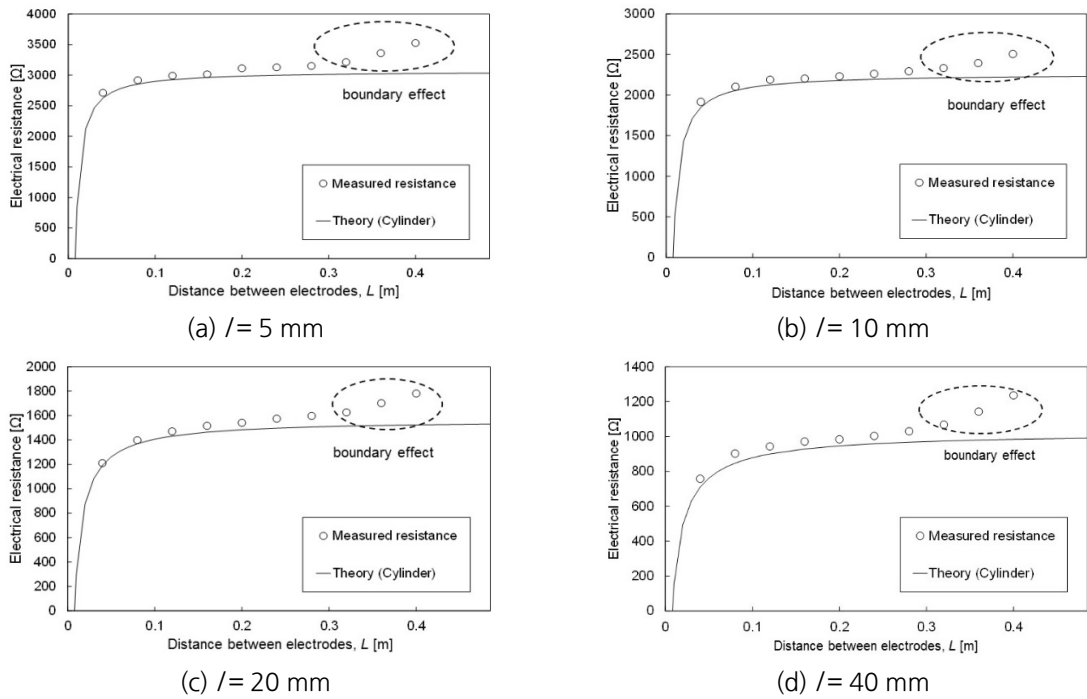 4000
3500
3000
2500
2000
1500
1000
500
0
Electrical resistance [Ω]
boundary effect
Measured resistance
Theory (Cylinder)
0 0.1 0.2 0.3 0.4
Distance between electrodes, L [m]
(a) l= 5 mm
3000
2500
2000
1500
1000
500
0
Electrical resistance [Ω]
boundary effect
Measured resistance
Theory (Cylinder)
0 0.1 0.2 0.3 0.4
Distance between electrodes, L [m]
(b) l= 10 mm
2000
1800
1600
1400
1200
1000
800
600
400
200
0
Electrical resistance [Ω]
boundary effect
Measured resistance
Theory (Cylinder)
0 0.1 0.2 0.3 0.4
Distance between electrodes, L [m]
(c) l= 20 mm
1400
1200
1000
800
600
400
200
0
Electrical resistance [Ω]
boundary effect
Measured resistance
Theory (Cylinder)
0 0.1 0.2 0.3 0.4
Distance between electrodes, L [m]
(d) l= 40 mm